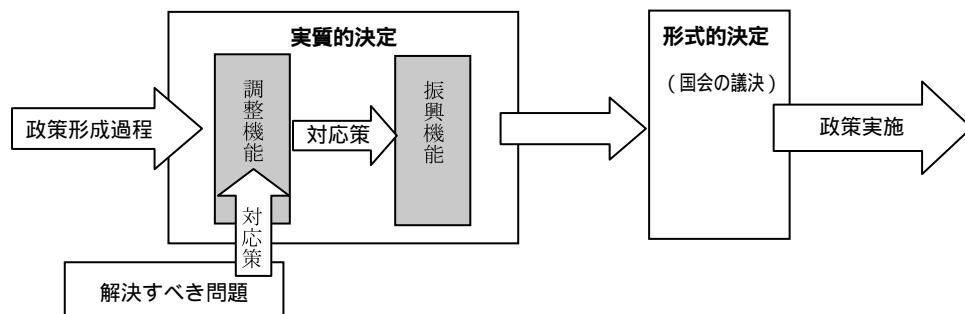 実質的決定
形式的決定
（国会の議決）
政策形成過程
調整機能
対応策
振興機能
政策実施
対応策
解決すべき問題